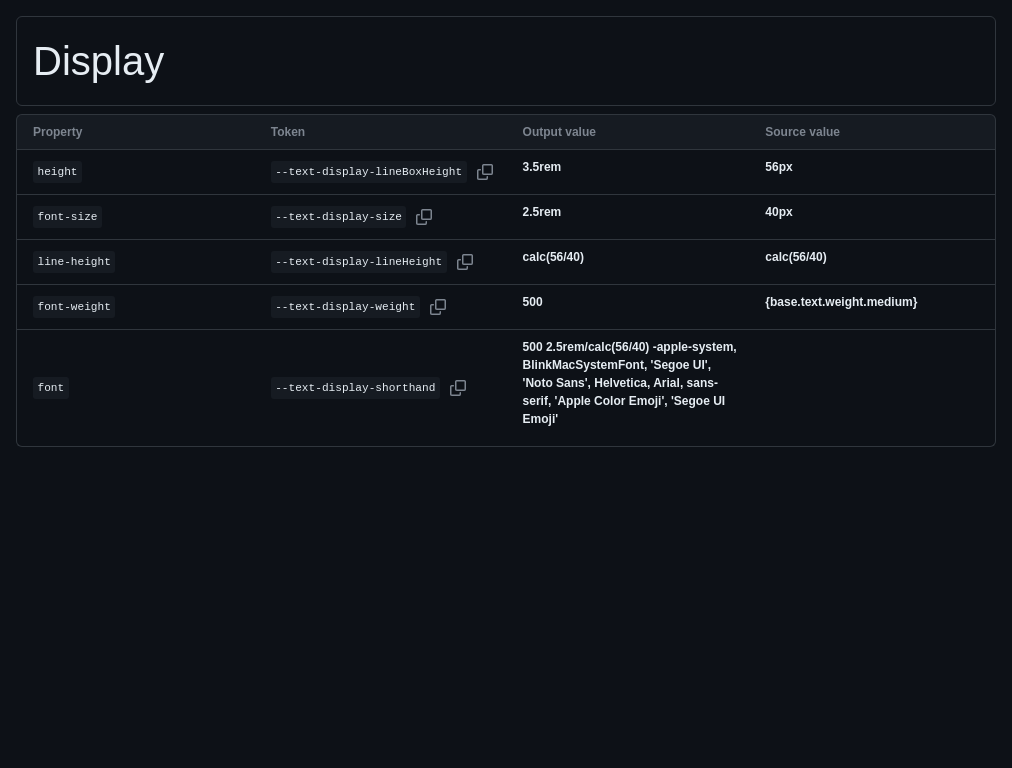 Display
Property Token Output value Source value
height --text-display-lineBoxHeight 3.5rem 56px
font-size --text-display-size 2.5rem 40px
line-height --text-display-lineHeight calc(56/40) calc(56/40)
font-weight --text-display-weight 500 {base.text.weight.medium}
font --text-display-shorthand 500 2.5rem/calc(56/40) -apple-system,
BlinkMacSystemFont, 'Segoe UI',
'Noto Sans', Helvetica, Arial, sans-
serif, 'Apple Color Emoji', 'Segoe UI
Emoji'